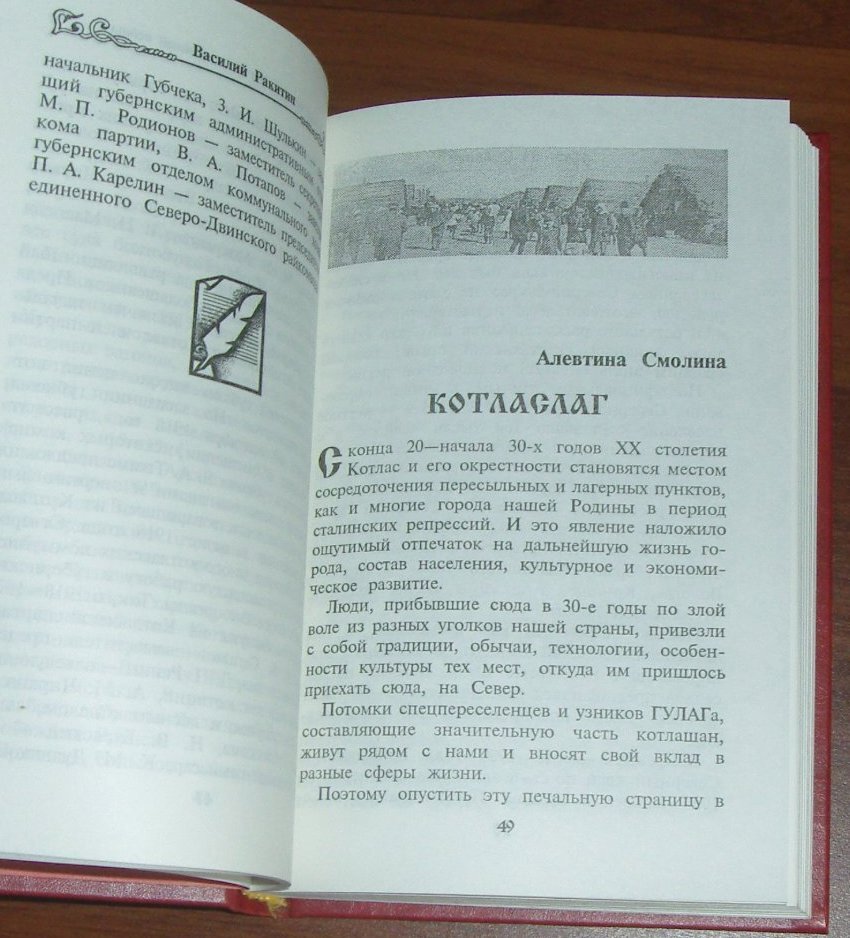 Василий Ракитин
начальник Губчека, З. И. Шулькин —
щий губернским административным
М. П. Родионов — заместитель
кома партии, В. А. Потапов —
губернским отделом коммунального
П. А. Карелин — заместитель
единенного Северо-Двинского
Алевтина Смолина
КОТЛАСЛАГ
С конца 20—начала 30-х годов XX столетия
Котлас и его окрестности становятся местом
сосредоточения пересыльных и лагерных пунктов,
как и многие города нашей Родины в период
сталинских репрессий. И это явление наложило
ощутимый отпечаток на дальнейшую жизнь го-
рода, состав населения, культурное и экономи-
ческое развитие.
Люди, прибывшие сюда в 30-е годы по злой
воле из разных уголков нашей страны, привезли
с собой традиции, обычаи, технологии, особен-
ности культуры тех мест, откуда им пришлось
приехать сюда, на Север.
Потомки спецпереселенцев и узников ГУЛАГа,
составляющие значительную часть котлашан,
живут рядом с нами и вносят свой вклад в
разные сферы жизни.
Поэтому опустить эту печальную страницу в
49